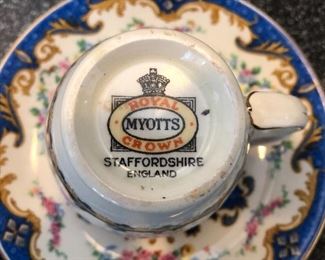 ROYAL
MYOTTS
CROWN
STAFFORDSHIRE
ENGLAND